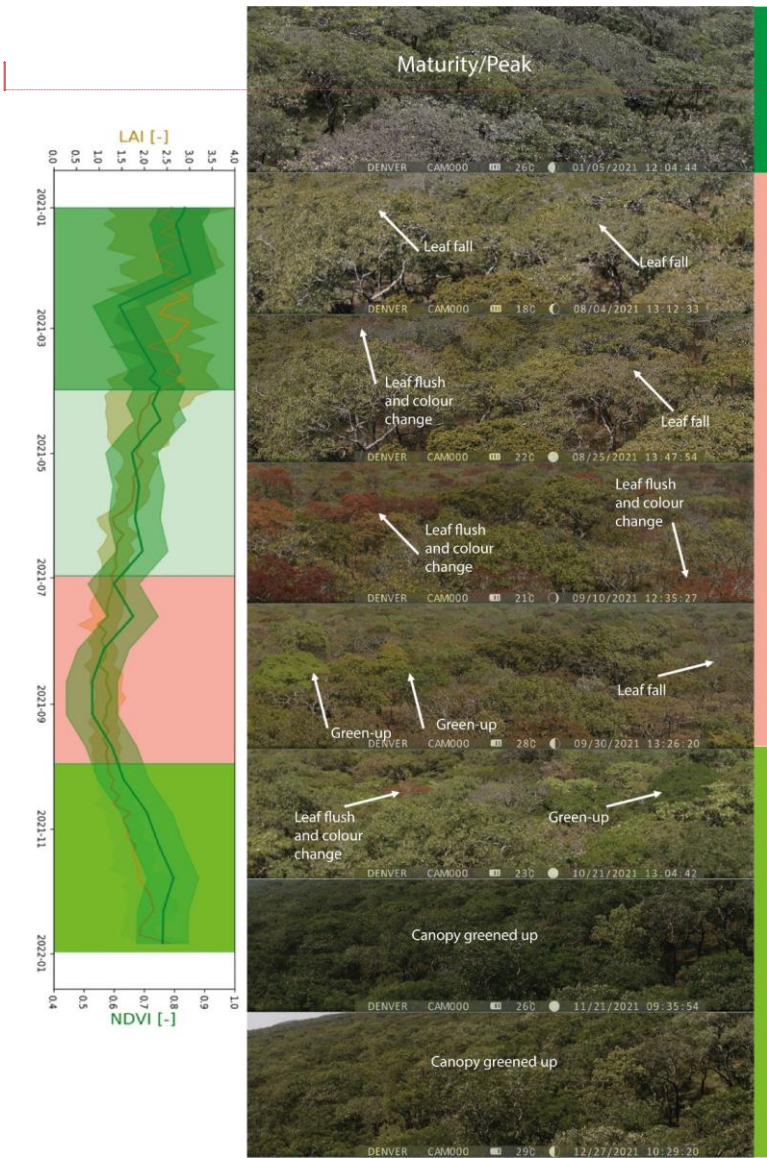 LAI [-]
0.0
0.5
1.0
1.5
2.0
2.5
3.0
3.5
4.0
2021-01
2021-03
2021-05
2021-07
2021-09
2021-11
2022-01
0.4
0.5
0.6
0.7
0.8
0.9
1.0
NDVI [-]
Maturity/Peak
DENVER CAM000 26C 01/05/2021 12:04:44
Leaf fall
Leaf fall
DENVER CAM000 18C 08/04/2021 13:12:33
Leaf flush
and colour
change
Leaf fall
DENVER CAM000 22C 08/25/2021 13:47:54
Leaf flush
and colour
change
Leaf flush
and colour
change
DENVER CAM000 21C 09/10/2021 12:35:27
Leaf fall
Green-up
Green-up
DENVER CAM000 28C 09/30/2021 13:26:20
Leaf flush
and colour
change
Green-up
DENVER CAM000 23C 10/21/2021 13:04:42
Canopy greened up
DENVER CAM000 26C 11/21/2021 09:35:54
Canopy greened up
DENVER CAM000 29C 12/27/2021 10:29:20